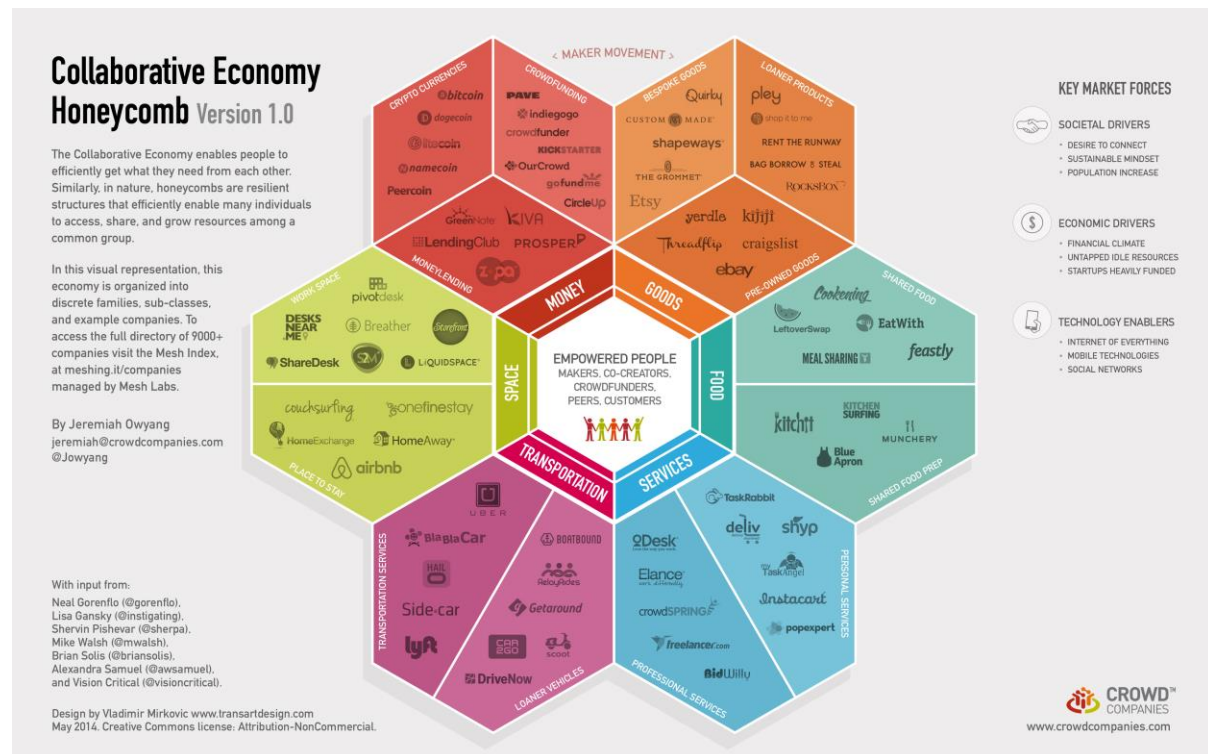 Collaborative Economy
Honeycomb Version 1.0
The Collaborative Economy enables people to
efficiently get what they need from each other.
Similarly, in nature, honeycombs are resilient
structures that efficiently enable many individuals
to access, share, and grow resources among a
common group.
In this visual representation, this
economy is organized into
discrete families, sub-classes,
and example companies. To
access the full directory of 9000+
companies visit the Mesh Index,
at meshing.it/companies
managed by Mesh Labs.
By Jeremiah Owyang
jeremiah@crowdcompanies.com
@Jowyang
With input from:
Neal Gorenflo (@gorenflo),
Lisa Gansky (@instigating),
Shervin Pishevar (@sherpa),
Mike Walsh (@mwalsh),
Brian Solis (@briansolis),
Alexandra Samuel (@awsamuel),
and Vision Critical (@visioncritical).
Design by Vladimir Mirkovic www.transartdesign.com
May 2014. Creative Commons license: Attribution-NonCommercial.
< MAKER MOVEMENT >
CRYPTO CURRENCIES
bitcoin
dogecoin
litecoin
namecoin
Peercoin
CROWDFUNDING
PAVE
indiegogo
crowdfunder
KICKSTARTER
OurCrowd
gofundme
CircleUp
MONEYLENDING
GreenNote
KIVA
LendingClub
PROSPER
zopa
MONEY
BESPOKE GOODS
Quirky
CUSTOM MADE
shapeways
THE GROMMET
Etsy
LOANER PRODUCTS
pley
shop it to me
RENT THE RUNWAY
BAG BORROW & STEAL
ROCKSBOX
PRE-OWNED GOODS
yerdle
kijiji
Threadflip
craigslist
ebay
GOODS
WORK SPACE
pivotdesk
DESKS
NEAR
.ME
Breather
Storefront
ShareDesk
S2M
LIQUIDSPACE
SPACE
couchsurfing
onefinestay
HomeExchange
HomeAway
airbnb
PLACE TO STAY
EMPOWERED PEOPLE
MAKERS, CO-CREATORS,
CROWDFUNDERS,
PEERS, CUSTOMERS
SHARED FOOD
Cookening
LeftoverSwap
EatWith
MEAL SHARING
feastly
FOOD
kitchit
KITCHEN
SURFING
MUNCHERY
Blue
Apron
SHARED FOOD PREP
TRANSPORTATION
TRANSPORTATION SERVICES
UBER
BlaBlaCar
HAIL
O
Side-car
lyft
BOATBOUND
RelayRides
Getaround
CAR
2GO
scoot
DriveNow
LOANER VEHICLES
SERVICES
oDesk
Elance
work differently
crowdSPRING
freelancer.com
BidWilly
PROFESSIONAL SERVICES
TaskRabbit
deliv
shyp
TaskAngel
Instacart
popexpert
PERSONAL SERVICES
KEY MARKET FORCES
SOCIETAL DRIVERS
• DESIRE TO CONNECT
• SUSTAINABLE MINDSET
• POPULATION INCREASE
$
ECONOMIC DRIVERS
• FINANCIAL CLIMATE
• UNTAPPED IDLE RESOURCES
• STARTUPS HEAVILY FUNDED
TECHNOLOGY ENABLERS
• INTERNET OF EVERYTHING
• MOBILE TECHNOLOGIES
• SOCIAL NETWORKS
CROWD™
COMPANIES
www.crowdcompanies.com